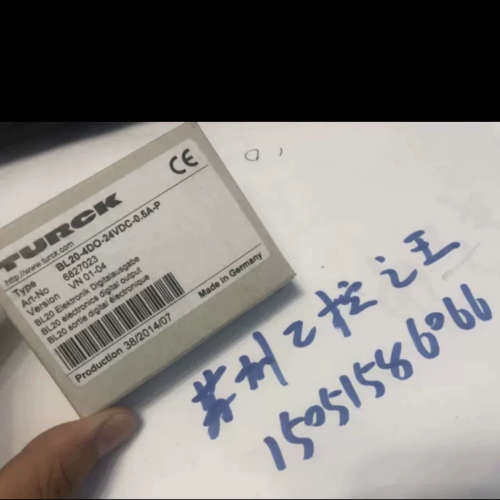 TURCK
http://www.turck.com
Type BL20-4DO-24VDC-0.5A-P
Art-No 6827023
Version VN 01-04
BL20 Elektronik Digitalausgabe
BL20 electronics digital output
BL20 sortie digital électronique
Production 38/2014/07
Made in Germany
CE
苏州工控之王
15051586066